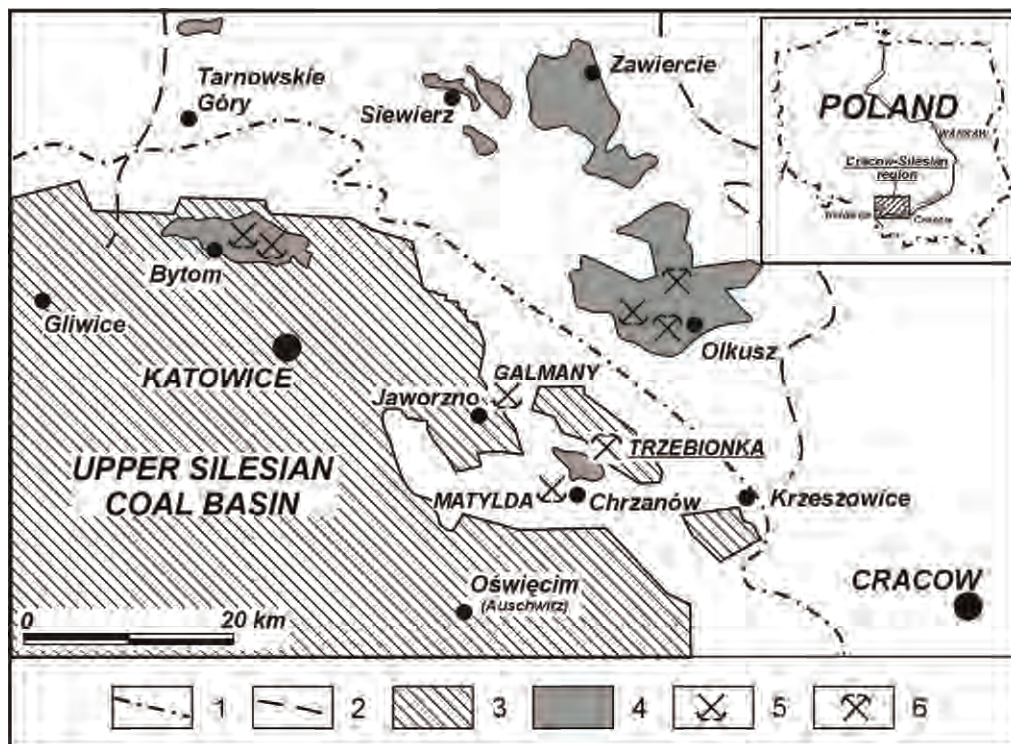 Tarnowskie
Góry
Siewierz
Zawiercie
POLAND
WARSAW
Cracow-Silesian
region
Cracow
Bytom
Gliwice
KATOWICE
Olkusz
GALMANY
Jaworzno
TRZEBIONKA
UPPER SILESIAN
COAL BASIN
MATYLDA
Chrzanów
Krzeszowice
Oświęcim
(Auschwitz)
CRACOW
0 20 km
1 2 3 4 5 6